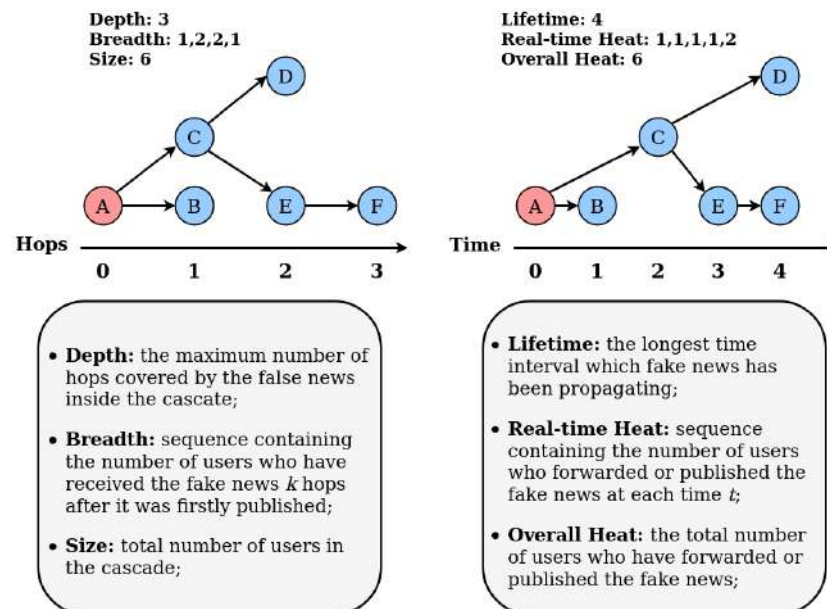 Depth: 3
Breadth: 1,2,2,1
Size: 6
D
C
A
B
E
F
Hops
0 1 2 3
• Depth: the maximum number of
hops covered by the false news
inside the cascate;
• Breadth: sequence containing
the number of users who have
received the fake news k hops
after it was firstly published;
• Size: total number of users in
the cascade;
Lifetime: 4
Real-time Heat: 1,1,1,1,2
Overall Heat: 6
D
C
A
B
E
F
Time
0 1 2 3 4
• Lifetime: the longest time
interval which fake news has
been propagating;
• Real-time Heat: sequence
containing the number of users
who forwarded or published the
fake news at each time t;
• Overall Heat: the total number
of users who have forwarded or
published the fake news;